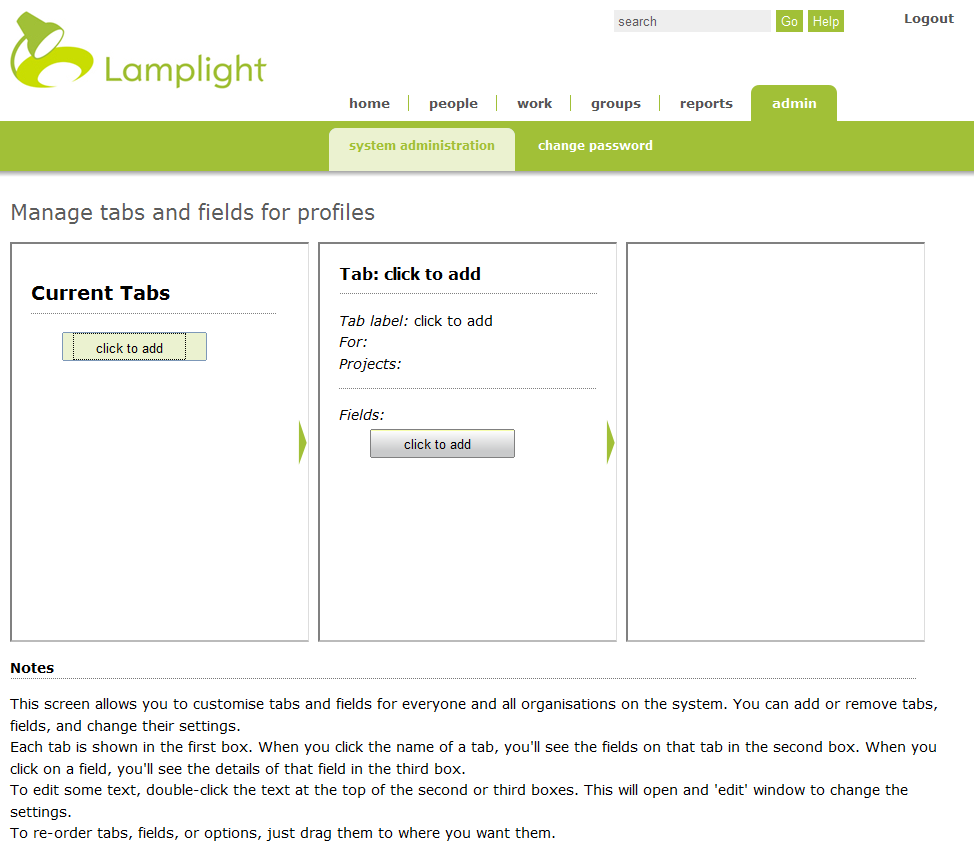 search
Go
Help
Logout
Lamplight
home
people
work
groups
reports
admin
system administration
change password
Manage tabs and fields for profiles
Current Tabs
click to add
Tab: click to add
Tab label: click to add
For:
Projects:
Fields:
click to add
Notes
This screen allows you to customise tabs and fields for everyone and all organisations on the system. You can add or remove tabs,
fields, and change their settings.
Each tab is shown in the first box. When you click the name of a tab, you'll see the fields on that tab in the second box. When you
click on a field, you'll see the details of that field in the third box.
To edit some text, double-click the text at the top of the second or third boxes. This will open and 'edit' window to change the
settings.
To re-order tabs, fields, or options, just drag them to where you want them.